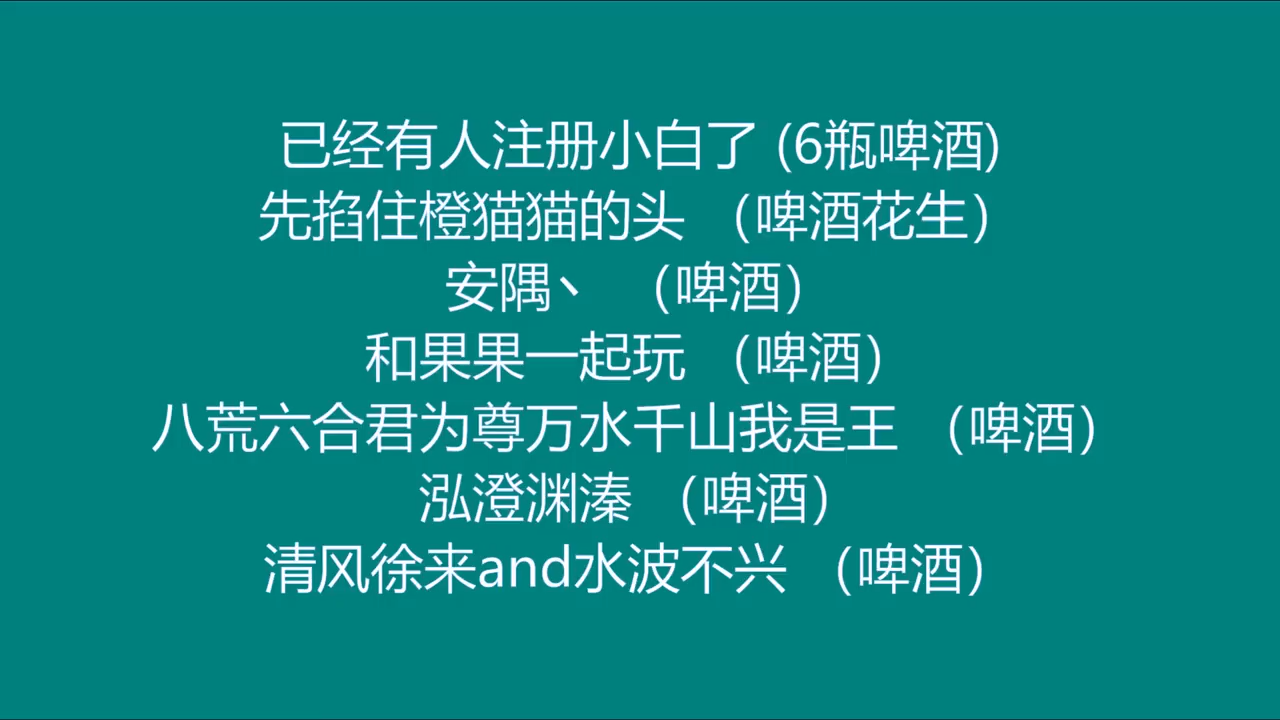 已经有人注册小白了 (6瓶啤酒)
先掐住橙猫猫的头 （啤酒花生）
安隅丶 （啤酒）
和果果一起玩 （啤酒）
八荒六合君为尊万水千山我是王 （啤酒）
泓澄渊溱 （啤酒）
清风徐来and水波不兴 （啤酒）